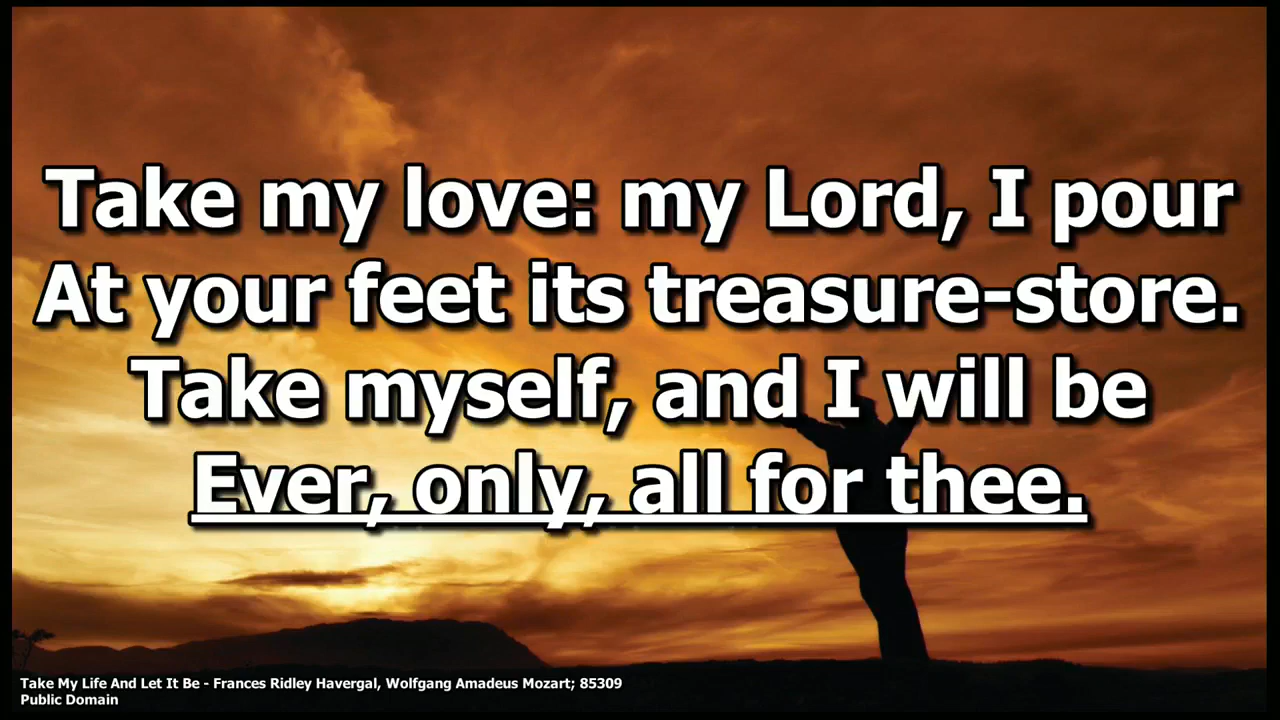 Take my love: my Lord, I pour
At your feet its treasure-store.
Take myself, and I will be
Ever, only, all for thee.
Take My Life And Let It Be - Frances Ridley Havergal, Wolfgang Amadeus Mozart; 85309
Public Domain